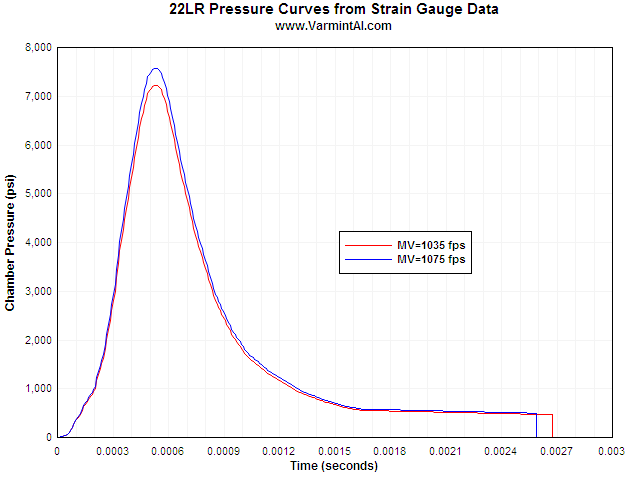 22LR Pressure Curves from Strain Gauge Data
www.VarmintAl.com
8,000
7,000
6,000
5,000
4,000
3,000
2,000
1,000
0
Chamber Pressure (psi)
MV=1035 fps
MV=1075 fps
0 0.0003 0.0006 0.0009 0.0012 0.0015 0.0018 0.0021 0.0024 0.0027 0.003
Time (seconds)